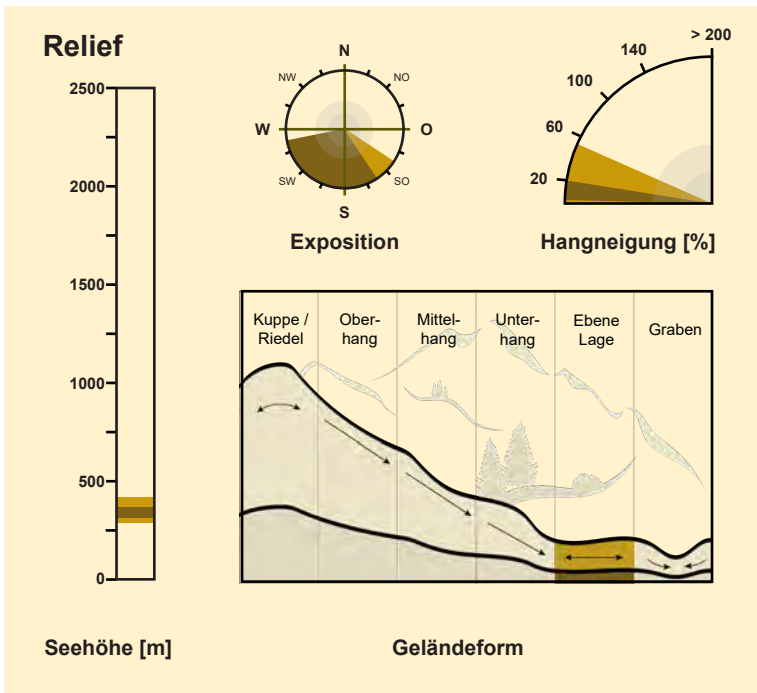 Relief
2500
2000
1500
1000
500
0
Seehöhe [m]
N
NW
NO
W
O
SW
SO
S
Exposition
> 200
140
100
60
20
Hangneigung [%]
Kuppe /
Riedel
Ober-
hang
Mittel-
hang
Unter-
hang
Ebene
Lage
Graben
Geländeform